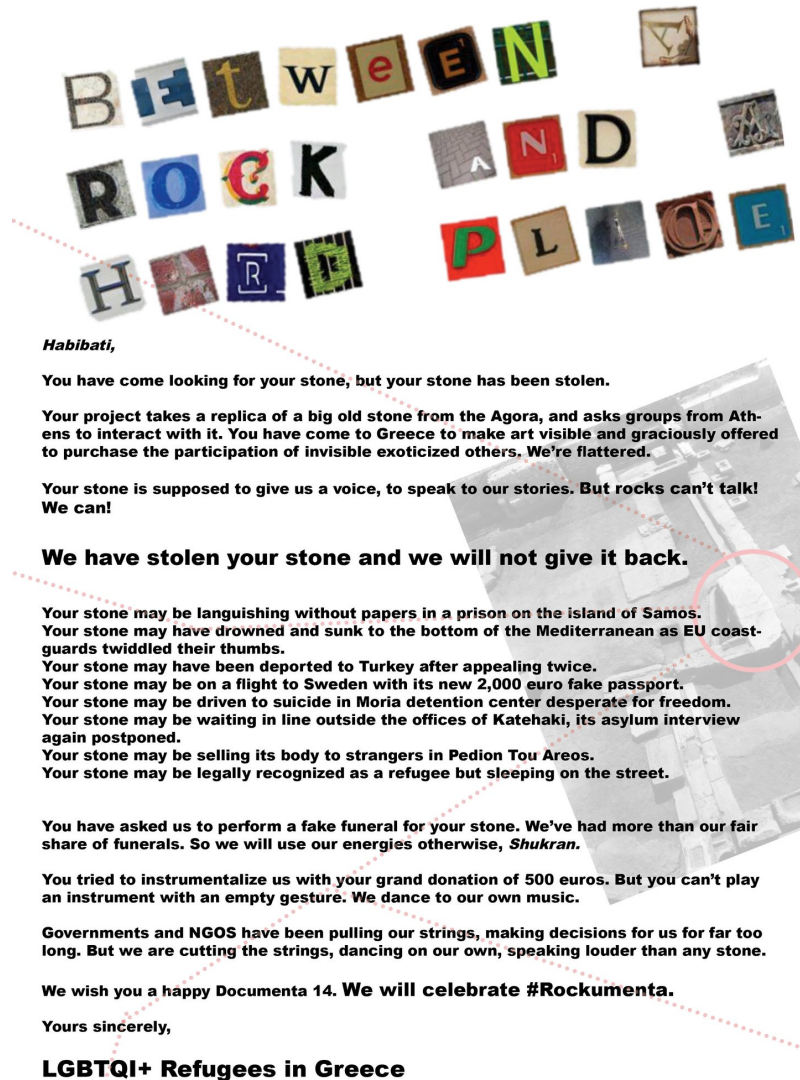 BEtweeN A
ROCK AND A
HARD PLACE
Habibati,
You have come looking for your stone, but your stone has been stolen.
Your project takes a replica of a big old stone from the Agora, and asks groups from Ath-
ens to interact with it. You have come to Greece to make art visible and graciously offered
to purchase the participation of invisible exoticized others. We're flattered.
Your stone is supposed to give us a voice, to speak to our stories. But rocks can't talk!
We can!
We have stolen your stone and we will not give it back.
Your stone may be languishing without papers in a prison on the island of Samos.
Your stone may have drowned and sunk to the bottom of the Mediterranean as EU coast-
guards twiddled their thumbs.
Your stone may have been deported to Turkey after appealing twice.
Your stone may be on a flight to Sweden with its new 2,000 euro fake passport.
Your stone may be driven to suicide in Moria detention center desperate for freedom.
Your stone may be waiting in line outside the offices of Katehaki, its asylum interview
again postponed.
Your stone may be selling its body to strangers in Pedion Tou Areos.
Your stone may be legally recognized as a refugee but sleeping on the street.
You have asked us to perform a fake funeral for your stone. We've had more than our fair
share of funerals. So we will use our energies otherwise, Shukran.
You tried to instrumentalize us with your grand donation of 500 euros. But you can't play
an instrument with an empty gesture. We dance to our own music.
Governments and NGOS have been pulling our strings, making decisions for us for far too
long. But we are cutting the strings, dancing on our own, speaking louder than any stone.
We wish you a happy Documenta 14. We will celebrate #Rockumenta.
Yours sincerely,
LGBTQI+ Refugees in Greece